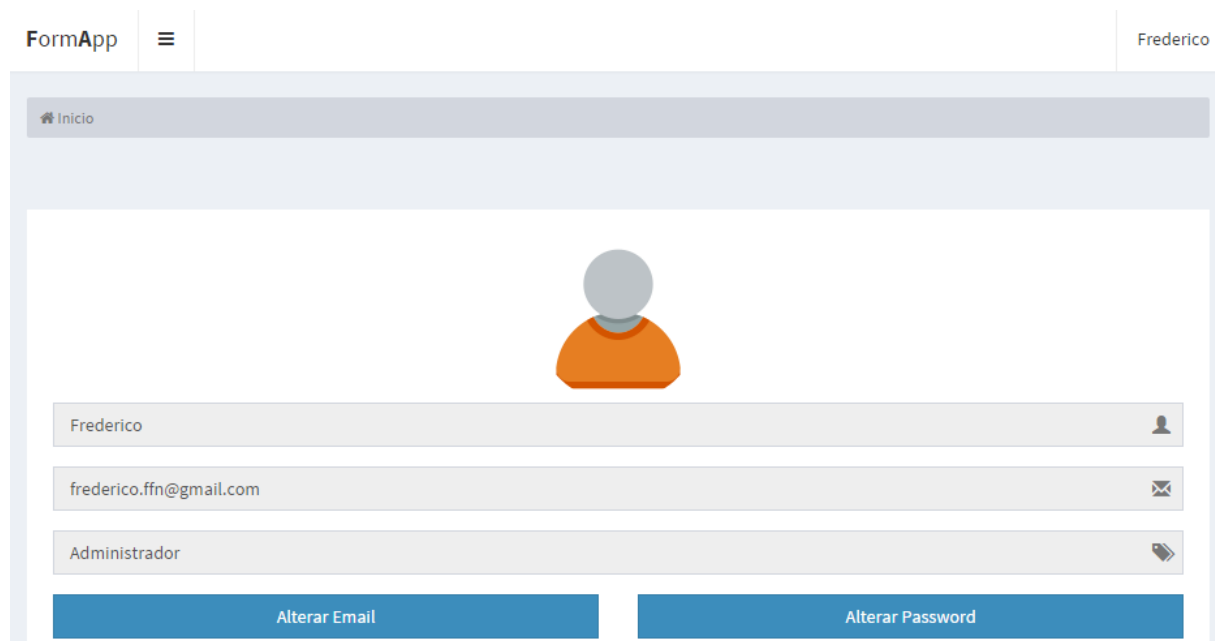 FormApp
Frederico
Inicio
Frederico
frederico.ffn@gmail.com
Administrador
Alterar Email
Alterar Password